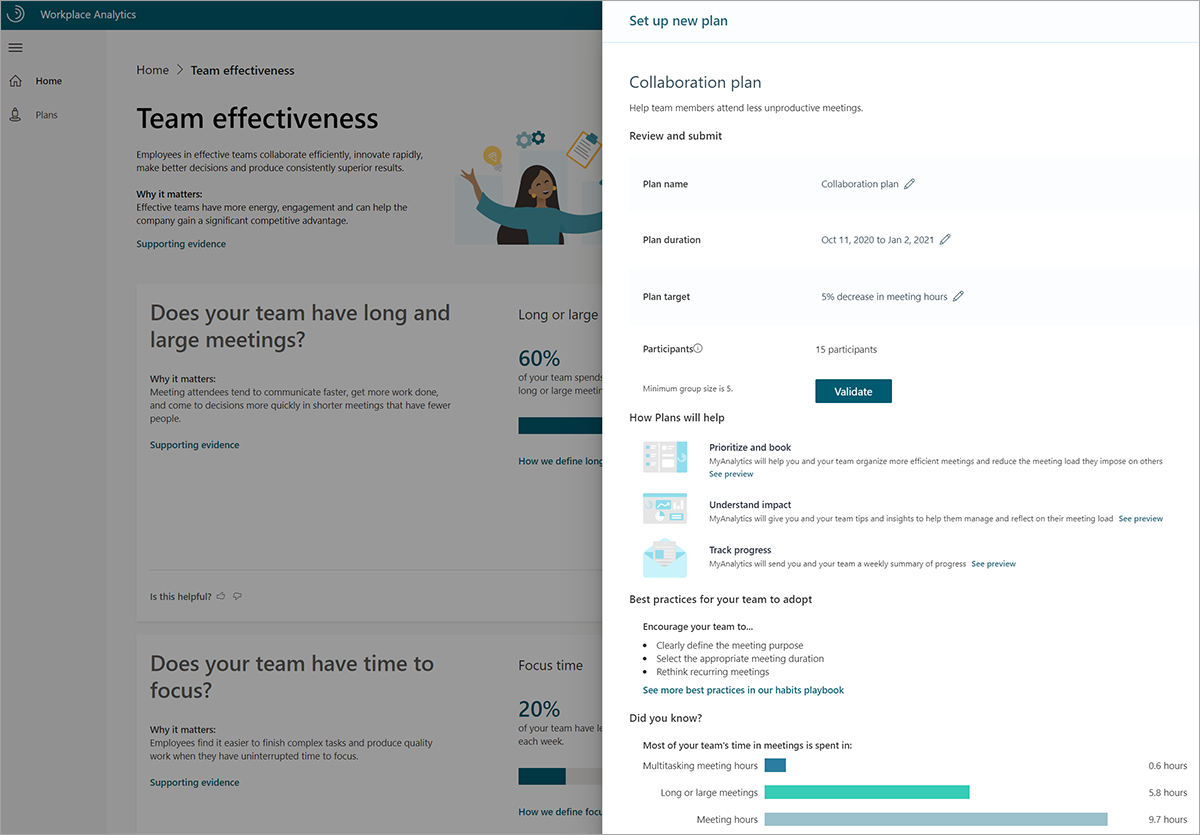 Workplace Analytics
Home
Plans
Home > Team effectiveness
Team effectiveness
Employees in effective teams collaborate efficiently, innovate rapidly,
make better decisions and produce consistently superior results.
Why it matters:
Effective teams have more energy, engagement and can help the
company gain a significant competitive advantage.
Supporting evidence
Does your team have long and
large meetings?
Why it matters:
Meeting attendees tend to communicate faster, get more work done,
and come to decisions more quickly in shorter meetings that have fewer
people.
Supporting evidence
Long or large
60%
of your team spends
long or large meetin
How we define long
Is this helpful?
Does your team have time to
focus?
Why it matters:
Employees find it easier to finish complex tasks and produce quality
work when they have uninterrupted time to focus.
Supporting evidence
Focus time
20%
of your team have le
each week.
How we define focu
Set up new plan
Collaboration plan
Help team members attend less unproductive meetings.
Review and submit
Plan name Collaboration plan
Plan duration Oct 11, 2020 to Jan 2, 2021
Plan target 5% decrease in meeting hours
Participants 15 participants
Minimum group size is 5. Validate
How Plans will help
Prioritize and book
MyAnalytics will help you and your team organize more efficient meetings and reduce the meeting load they impose on others
See preview
Understand impact
MyAnalytics will give you and your team tips and insights to help them manage and reflect on their meeting load See preview
Track progress
MyAnalytics will send you and your team a weekly summary of progress See preview
Best practices for your team to adopt
Encourage your team to...
• Clearly define the meeting purpose
• Select the appropriate meeting duration
• Rethink recurring meetings
See more best practices in our habits playbook
Did you know?
Most of your team's time in meetings is spent in:
Multitasking meeting hours 0.6 hours
Long or large meetings 5.8 hours
Meeting hours 9.7 hours